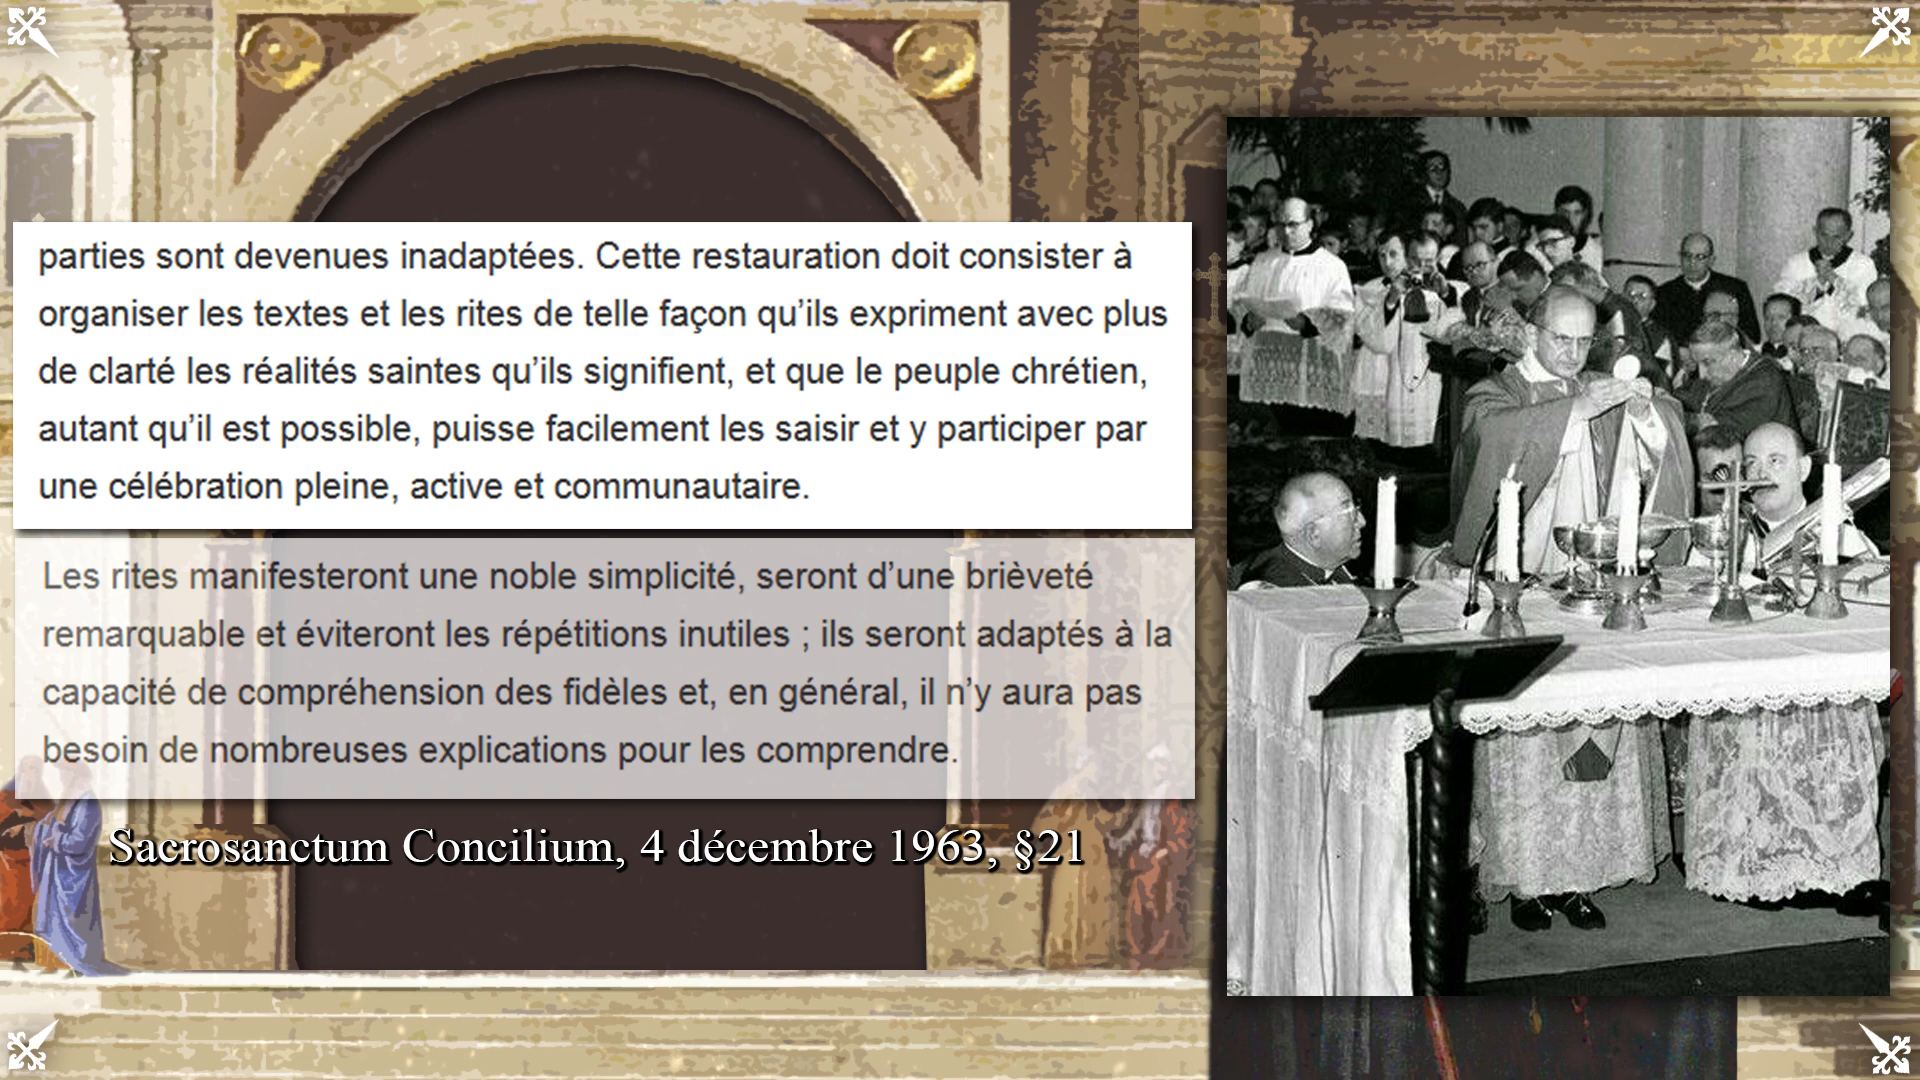 parties sont devenues inadaptées. Cette restauration doit consister à
organiser les textes et les rites de telle façon qu’ils expriment avec plus
de clarté les réalités saintes qu’ils signifient, et que le peuple chrétien,
autant qu’il est possible, puisse facilement les saisir et y participer par
une célébration pleine, active et communautaire.
Les rites manifesteront une noble simplicité, seront d’une brièveté
remarquable et éviteront les répétitions inutiles ; ils seront adaptés à la
capacité de compréhension des fidèles et, en général, il n’y aura pas
besoin de nombreuses explications pour les comprendre.
Sacrosanctum Concilium, 4 décembre 1963, §21